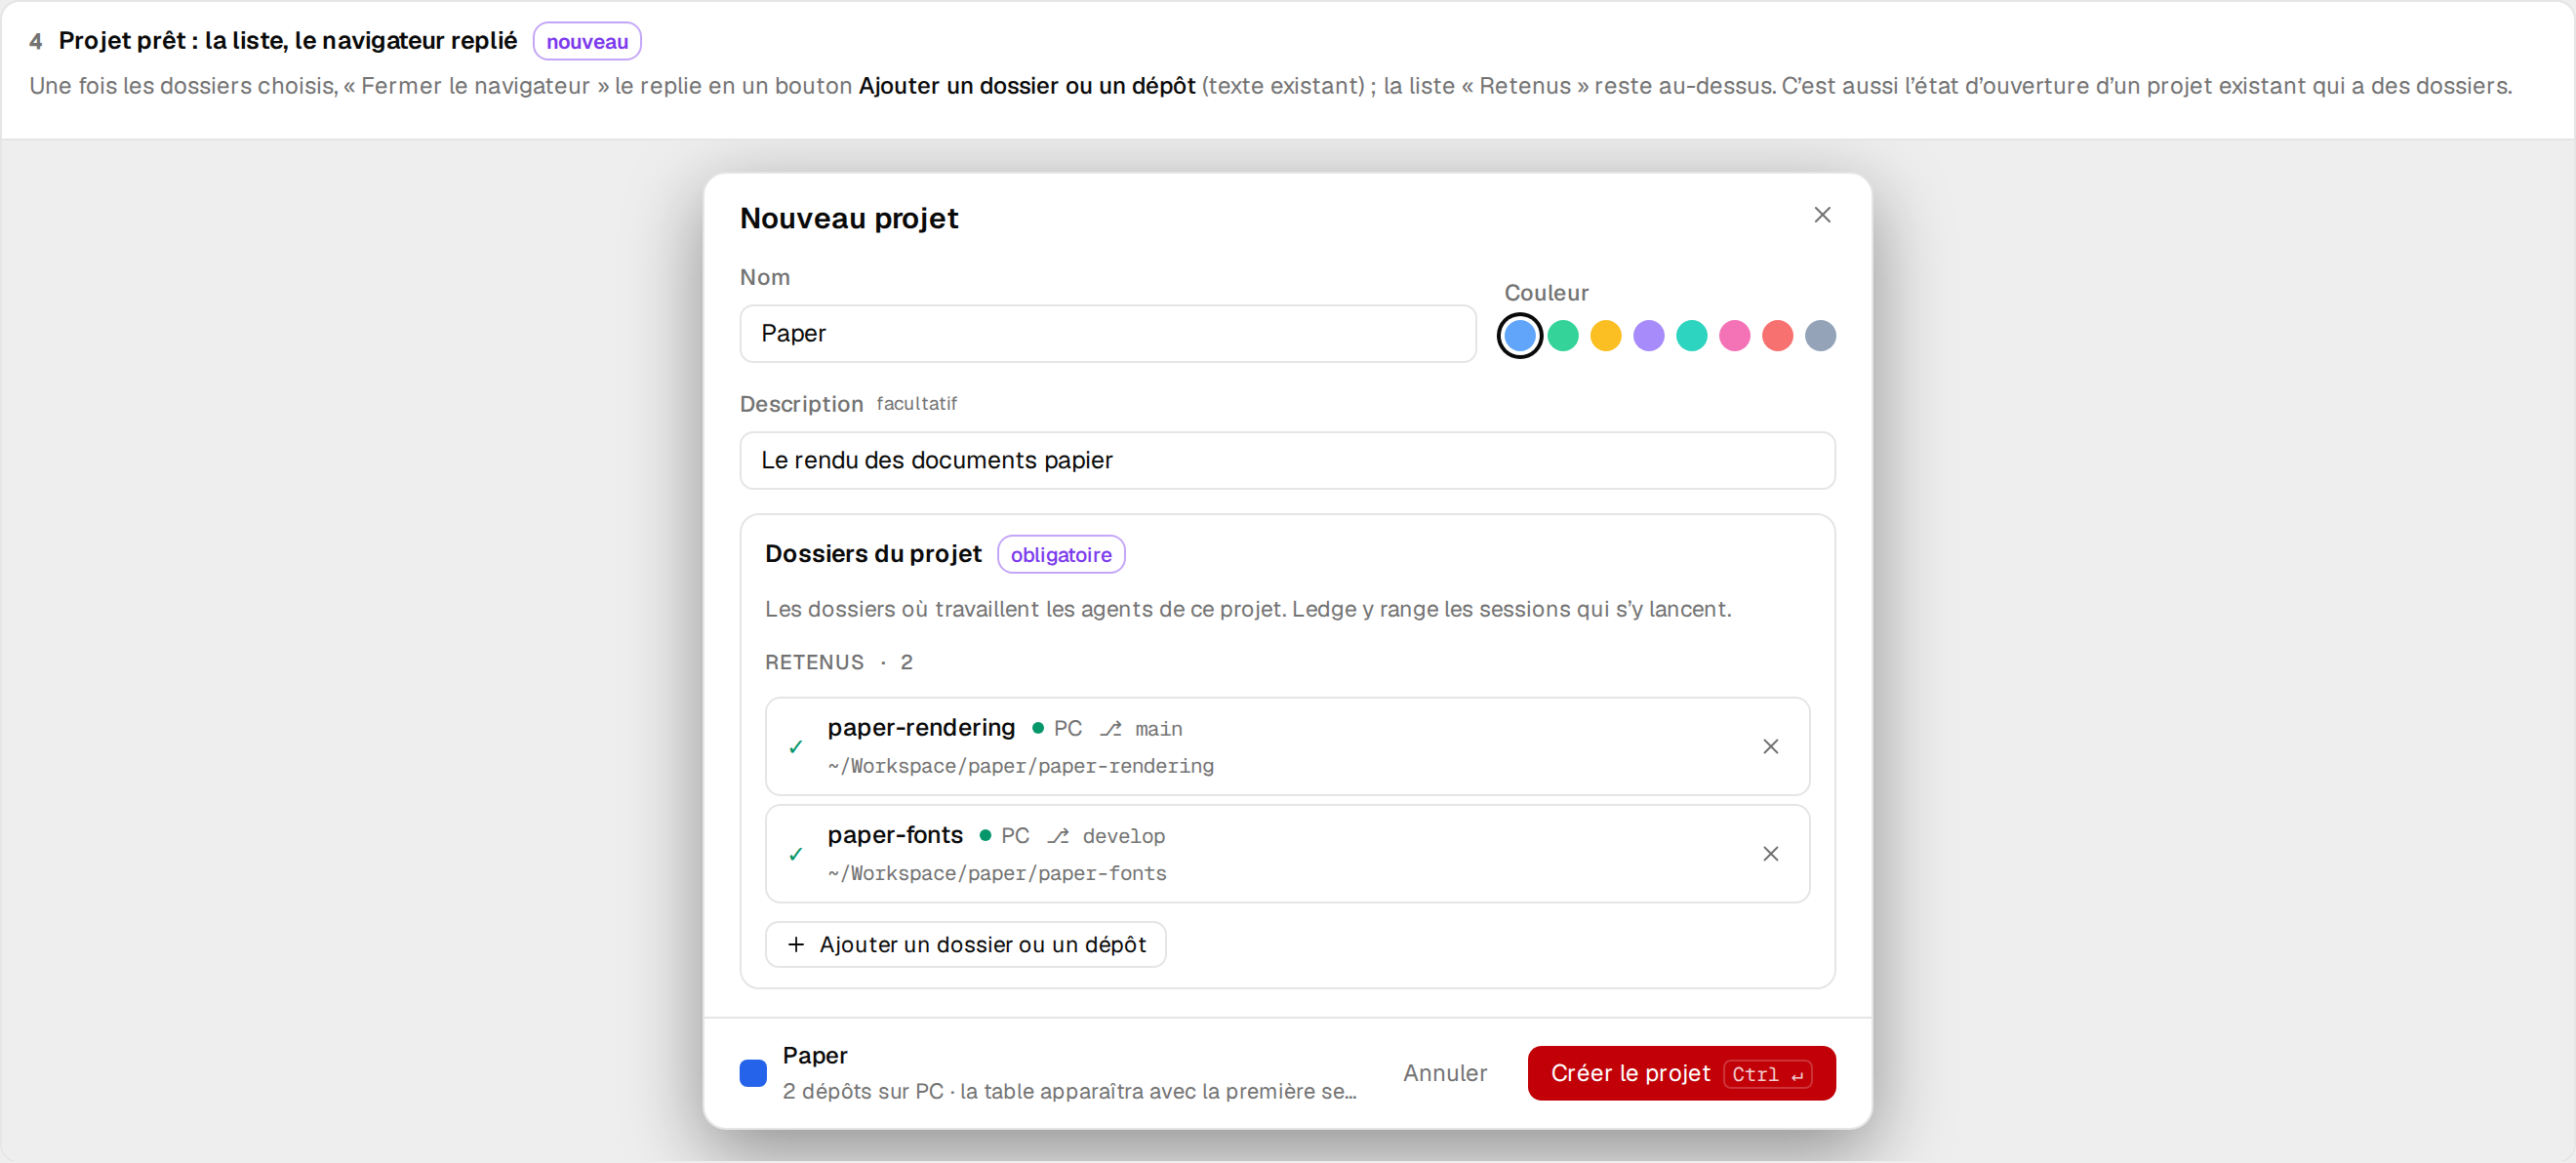 4 Projet prêt : la liste, le navigateur replié nouveau
Une fois les dossiers choisis, « Fermer le navigateur » le replie en un bouton Ajouter un dossier ou un dépôt (texte existant) ; la liste « Retenus » reste au-dessus. C’est aussi l’état d’ouverture d’un projet existant qui a des dossiers.
Nouveau projet
Nom
Couleur
Paper
Description facultatif
Le rendu des documents papier
Dossiers du projet obligatoire
Les dossiers où travaillent les agents de ce projet. Ledge y range les sessions qui s’y lancent.
RETENUS · 2
✓ paper-rendering PC ⎇ main
~/Workspace/paper/paper-rendering
✓ paper-fonts PC ⎇ develop
~/Workspace/paper/paper-fonts
+ Ajouter un dossier ou un dépôt
Paper
2 dépôts sur PC · la table apparaîtra avec la première se…
Annuler
Créer le projet Ctrl ↵